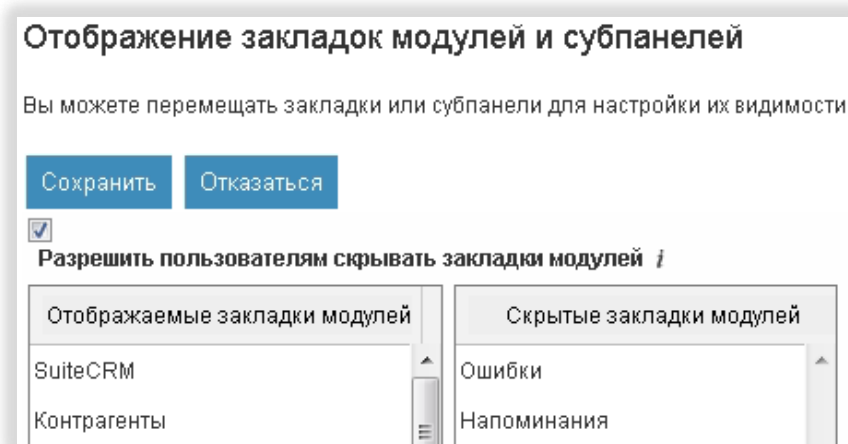 Отображение закладок модулей и субпанелей
Вы можете перемещать закладки или субпанели для настройки их видимости
Сохранить Отказаться
Разрешить пользователям скрывать закладки модулей i
Отображаемые закладки модулей Скрытые закладки модулей
SuiteCRM Ошибки
Контрагенты Напоминания